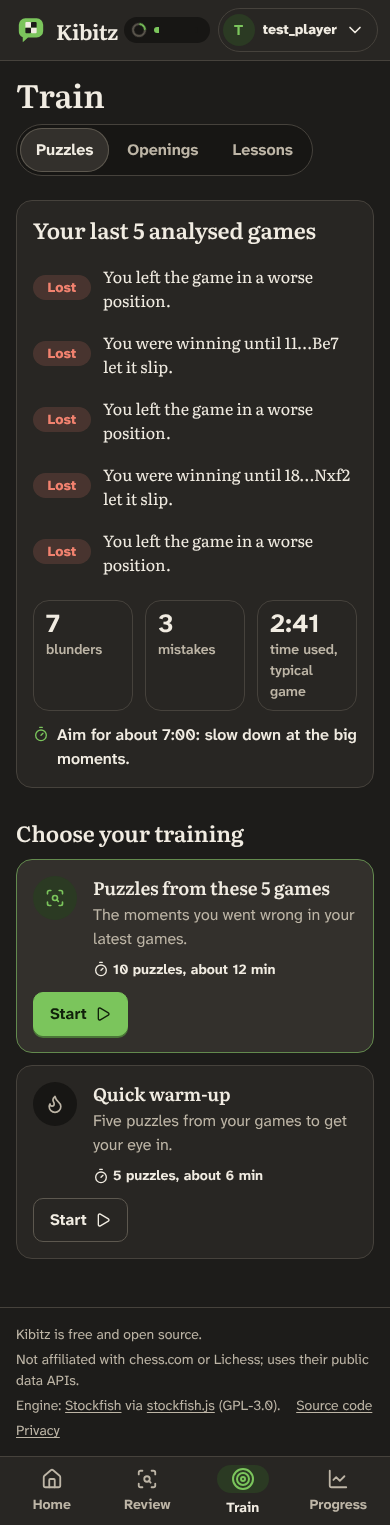 Kibitz
T
test_player
Train
Puzzles
Openings
Lessons
Your last 5 analysed games
Lost
You left the game in a worse
position.
Lost
You were winning until 11...Be7
let it slip.
Lost
You left the game in a worse
position.
Lost
You were winning until 18...Nxf2
let it slip.
Lost
You left the game in a worse
position.
7
blunders
3
mistakes
2:41
time used,
typical
game
Aim for about 7:00: slow down at the big
moments.
Choose your training
Puzzles from these 5 games
The moments you went wrong in your
latest games.
10 puzzles, about 12 min
Start
Quick warm-up
Five puzzles from your games to get
your eye in.
5 puzzles, about 6 min
Start
Kibitz is free and open source.
Not affiliated with chess.com or Lichess; uses their public
data APIs.
Engine: Stockfish via stockfish.js (GPL-3.0). Source code
Privacy
Home
Review
Train
Progress